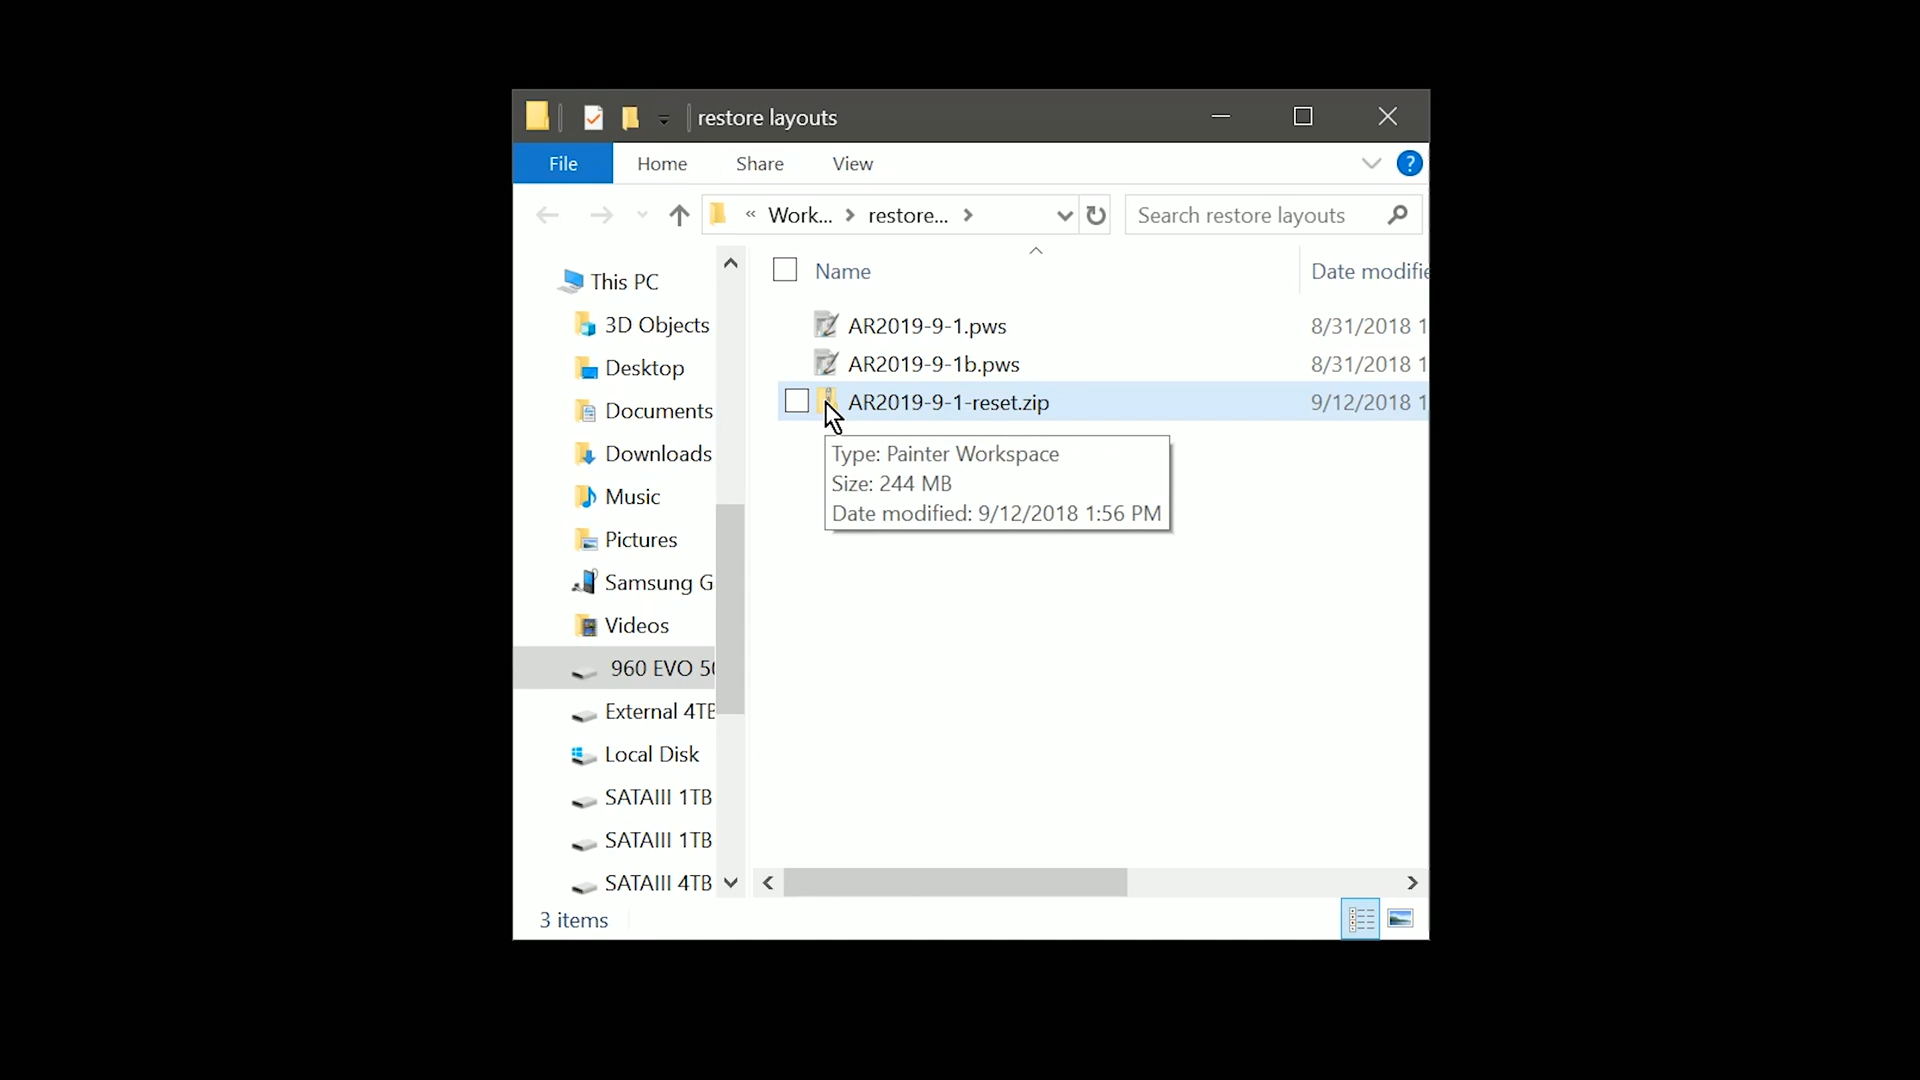 restore layouts
File Home Share View
?
« Work... > restore... > Search restore layouts
Name Date modifie
This PC
3D Objects
Desktop
Documents
Downloads
Music
Pictures
Samsung G
Videos
960 EVO 50
External 4TB
Local Disk
SATAIII 1TB
SATAIII 1TB
SATAIII 4TB
AR2019-9-1.pws 8/31/2018 1
AR2019-9-1b.pws 8/31/2018 1
AR2019-9-1-reset.zip 9/12/2018 1
Type: Painter Workspace
Size: 244 MB
Date modified: 9/12/2018 1:56 PM
3 items